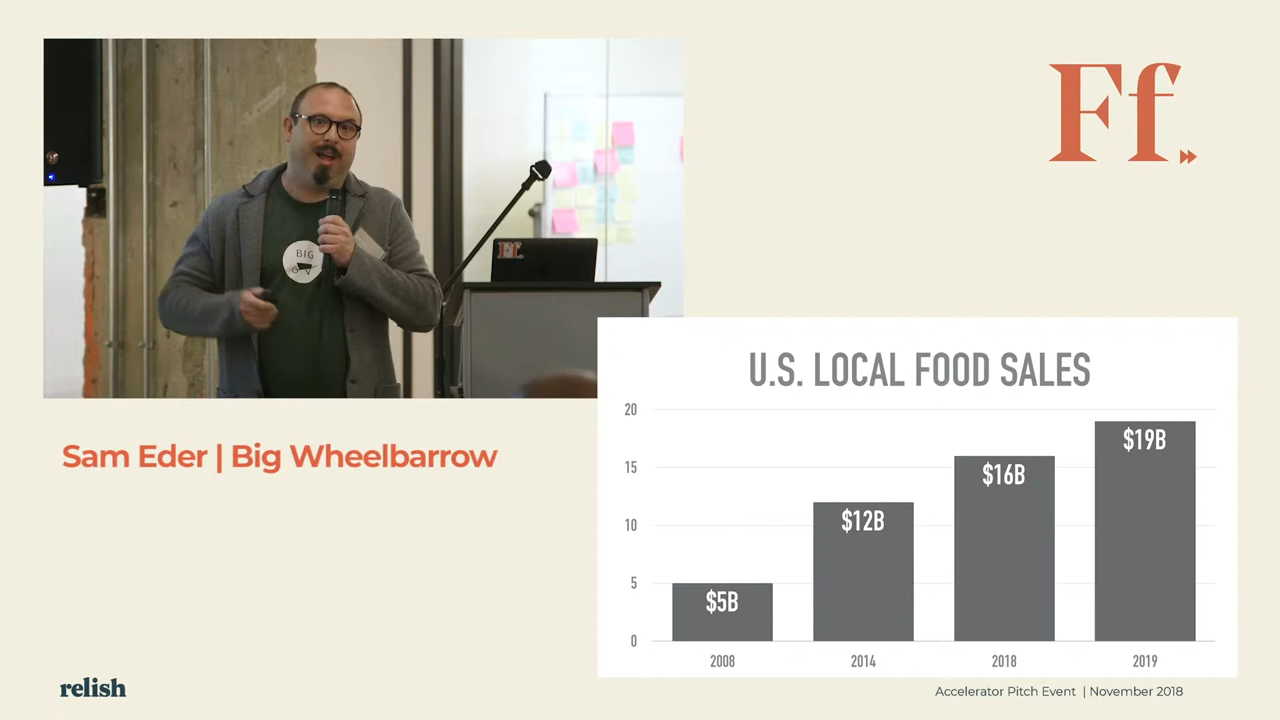 Ff
BIG
Ff.
Sam Eder | Big Wheelbarrow
U.S. LOCAL FOOD SALES
20
15
10
5
0
$5B
$12B
$16B
$19B
2008
2014
2018
2019
relish
Accelerator Pitch Event | November 2018